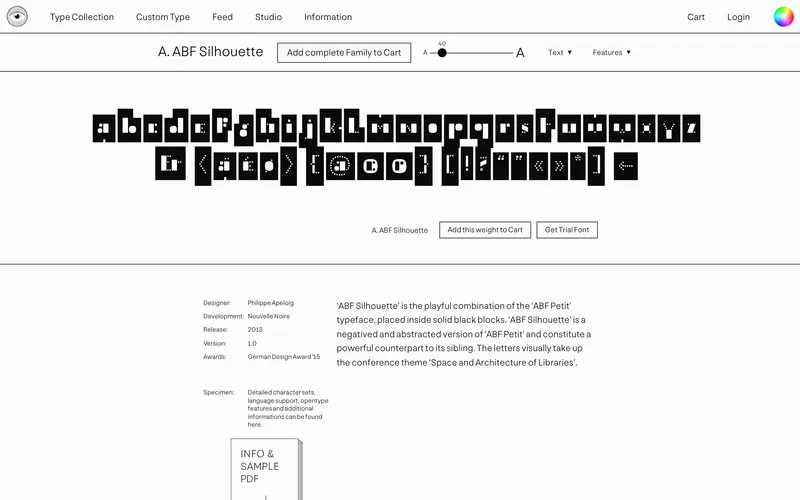 Type Collection Custom Type Feed Studio Information Cart Login
A. ABF Silhouette Add complete Family to Cart A 40 A Text ▼ Features ▼
abcdefghijklmnopqrstuvwxyz
A. ABF Silhouette Add this weight to Cart Get Trial Font
Designer: Philippe Apeloig
Development: Nouvelle Noire
Release: 2013
Version: 1.0
Awards: German Design Award '15
Specimen: Detailed character sets,
language support, opentype
features and additional
informations can be found
here.
INFO &
SAMPLE
PDF
‘ABF Silhouette’ is the playful combination of the ‘ABF Petit’
typeface, placed inside solid black blocks. ‘ABF Silhouette’ is a
negatived and abstracted version of ‘ABF Petit’ and constitute a
powerful counterpart to its sibling. The letters visually take up
the conference theme ‘Space and Architecture of Libraries’.